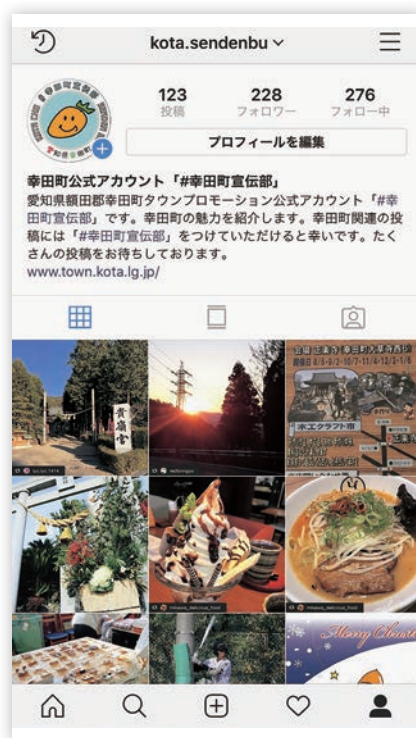 kota.sendenbu
123
投稿
228
フォロワー
276
フォロー中
プロフィールを編集
幸田町公式アカウント「#幸田町宣伝部」
愛知県額田郡幸田町タウンプロモーション公式アカウント「#幸
田町宣伝部」です。幸田町の魅力を紹介します。幸田町関連の投
稿には「#幸田町宣伝部」をつけていただけると幸いです。たく
さんの投稿をお待ちしております。
www.town.kota.lg.jp/
貴嶺宮
木工クラフト市
Merry Christm